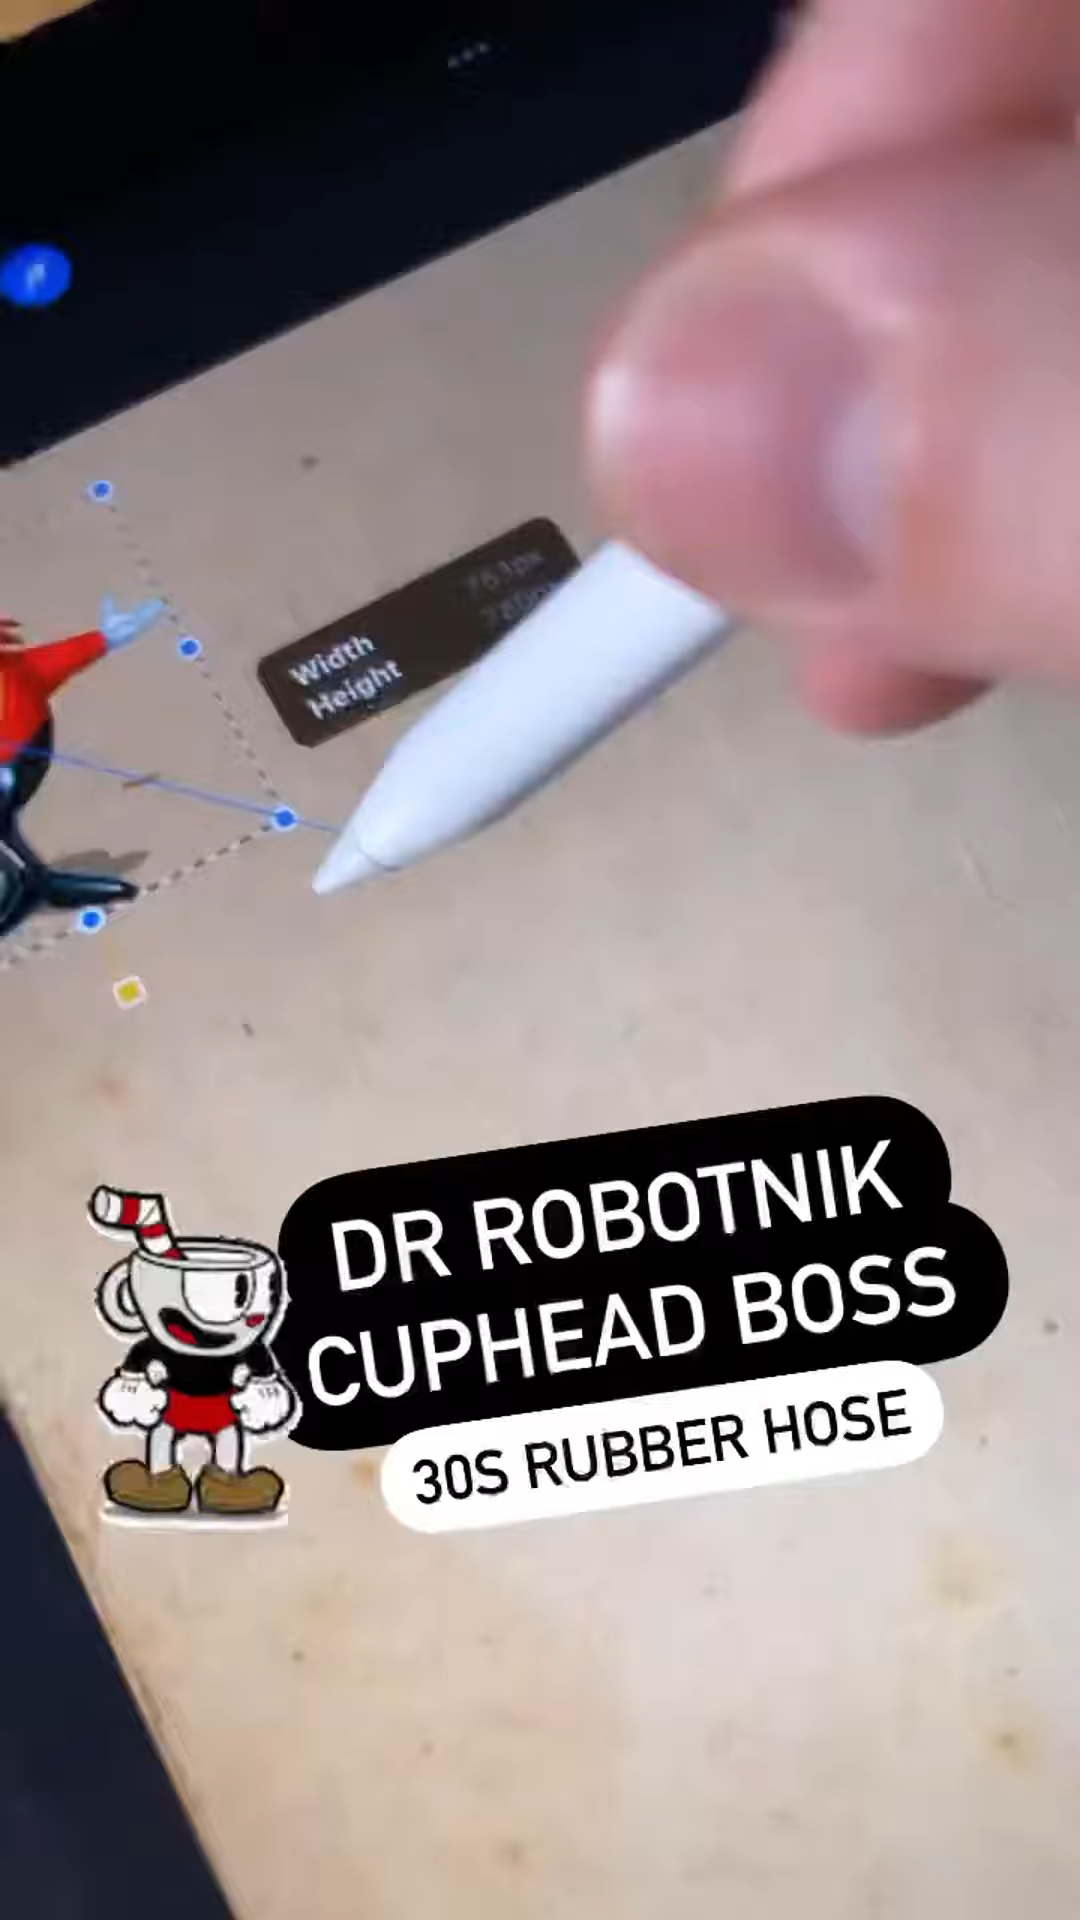 Width
Height
DR ROBOTNIK
CUPHEAD BOSS
30S RUBBER HOSE